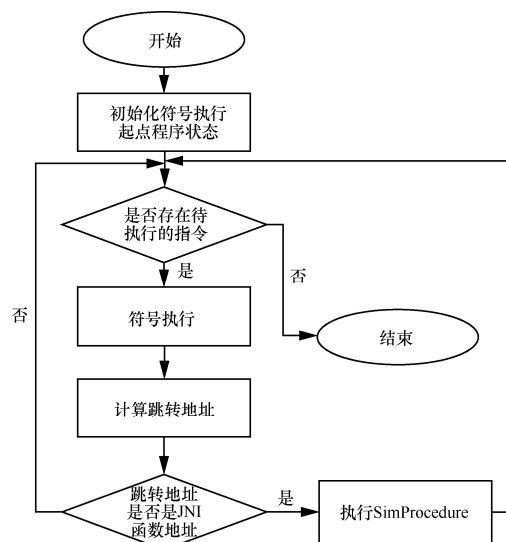 开始
初始化符号执行
起点程序状态
是否存在待
执行的指令
是
否
否
符号执行
结束
计算跳转地址
跳转地址
是否是JNI
函数地址
是
执行SimProcedure